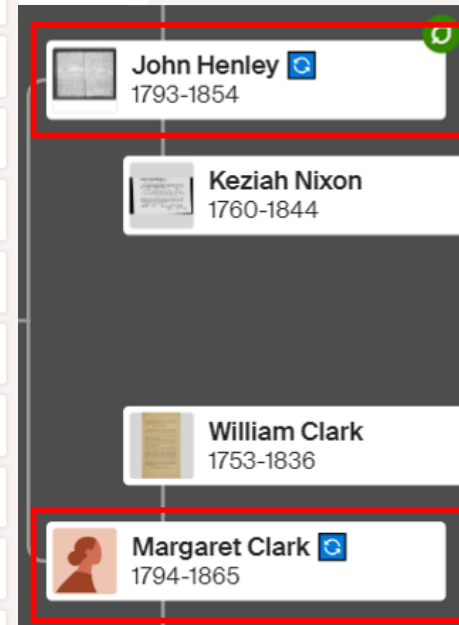 John Henley
1793-1854
Keziah Nixon
1760-1844
William Clark
1753-1836
Margaret Clark
1794-1865